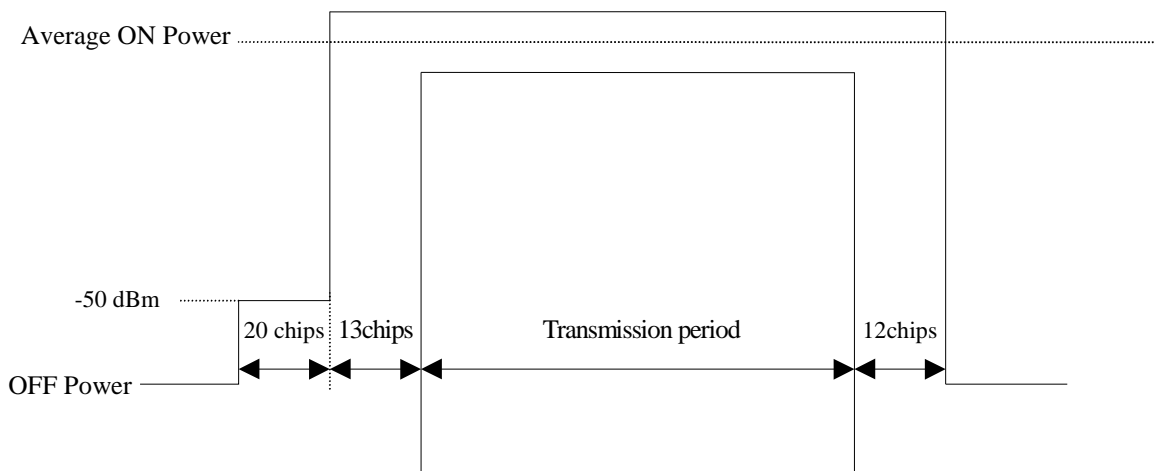 Average ON Power
-50 dBm
20 chips
13chips
Transmission period
12chips
OFF Power